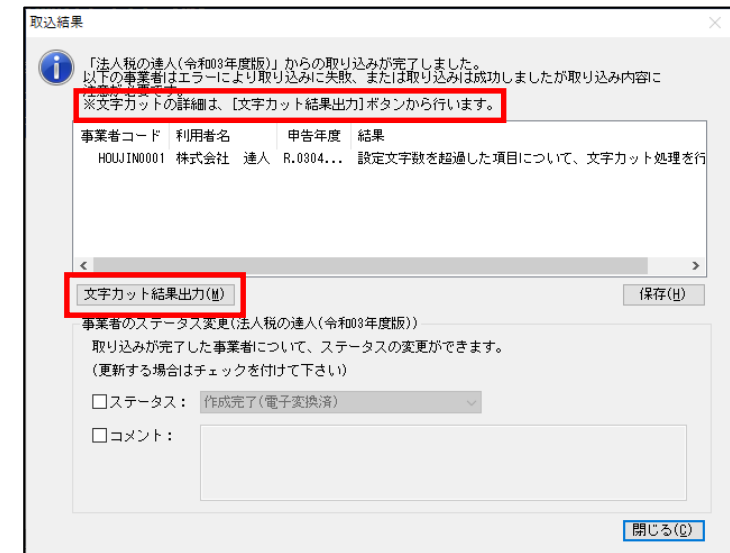 取込結果
「法人税の達人(令和03年度版)」からの取り込みが完了しました。
以下の事業者はエラーにより取り込みに失敗、または取り込みは成功しましたが取り込み内容に
注意が必要です。
※文字カットの詳細は、[文字カット結果出力]ボタンから行います。
事業者コード 利用者名 申告年度 結果
HOUJIN0001 株式会社 達人 R.0304... 設定文字数を超過した項目について、文字カット処理を行
文字カット結果出力(M) 保存(H)
事業者のステータス変更(法人税の達人(令和03年度版))
取り込みが完了した事業者について、ステータスの変更ができます。
(更新する場合はチェックを付けて下さい)
ステータス: 作成完了(電子変換済)
コメント:
閉じる(C)